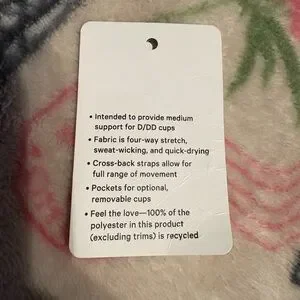 • Intended to provide medium
support for D/DD cups
• Fabric is four-way stretch,
sweat-wicking, and quick-drying
• Cross-back straps allow for
full range of movement
• Pockets for optional,
removable cups
• Feel the love—100% of the
polyester in this product
(excluding trims) is recycled